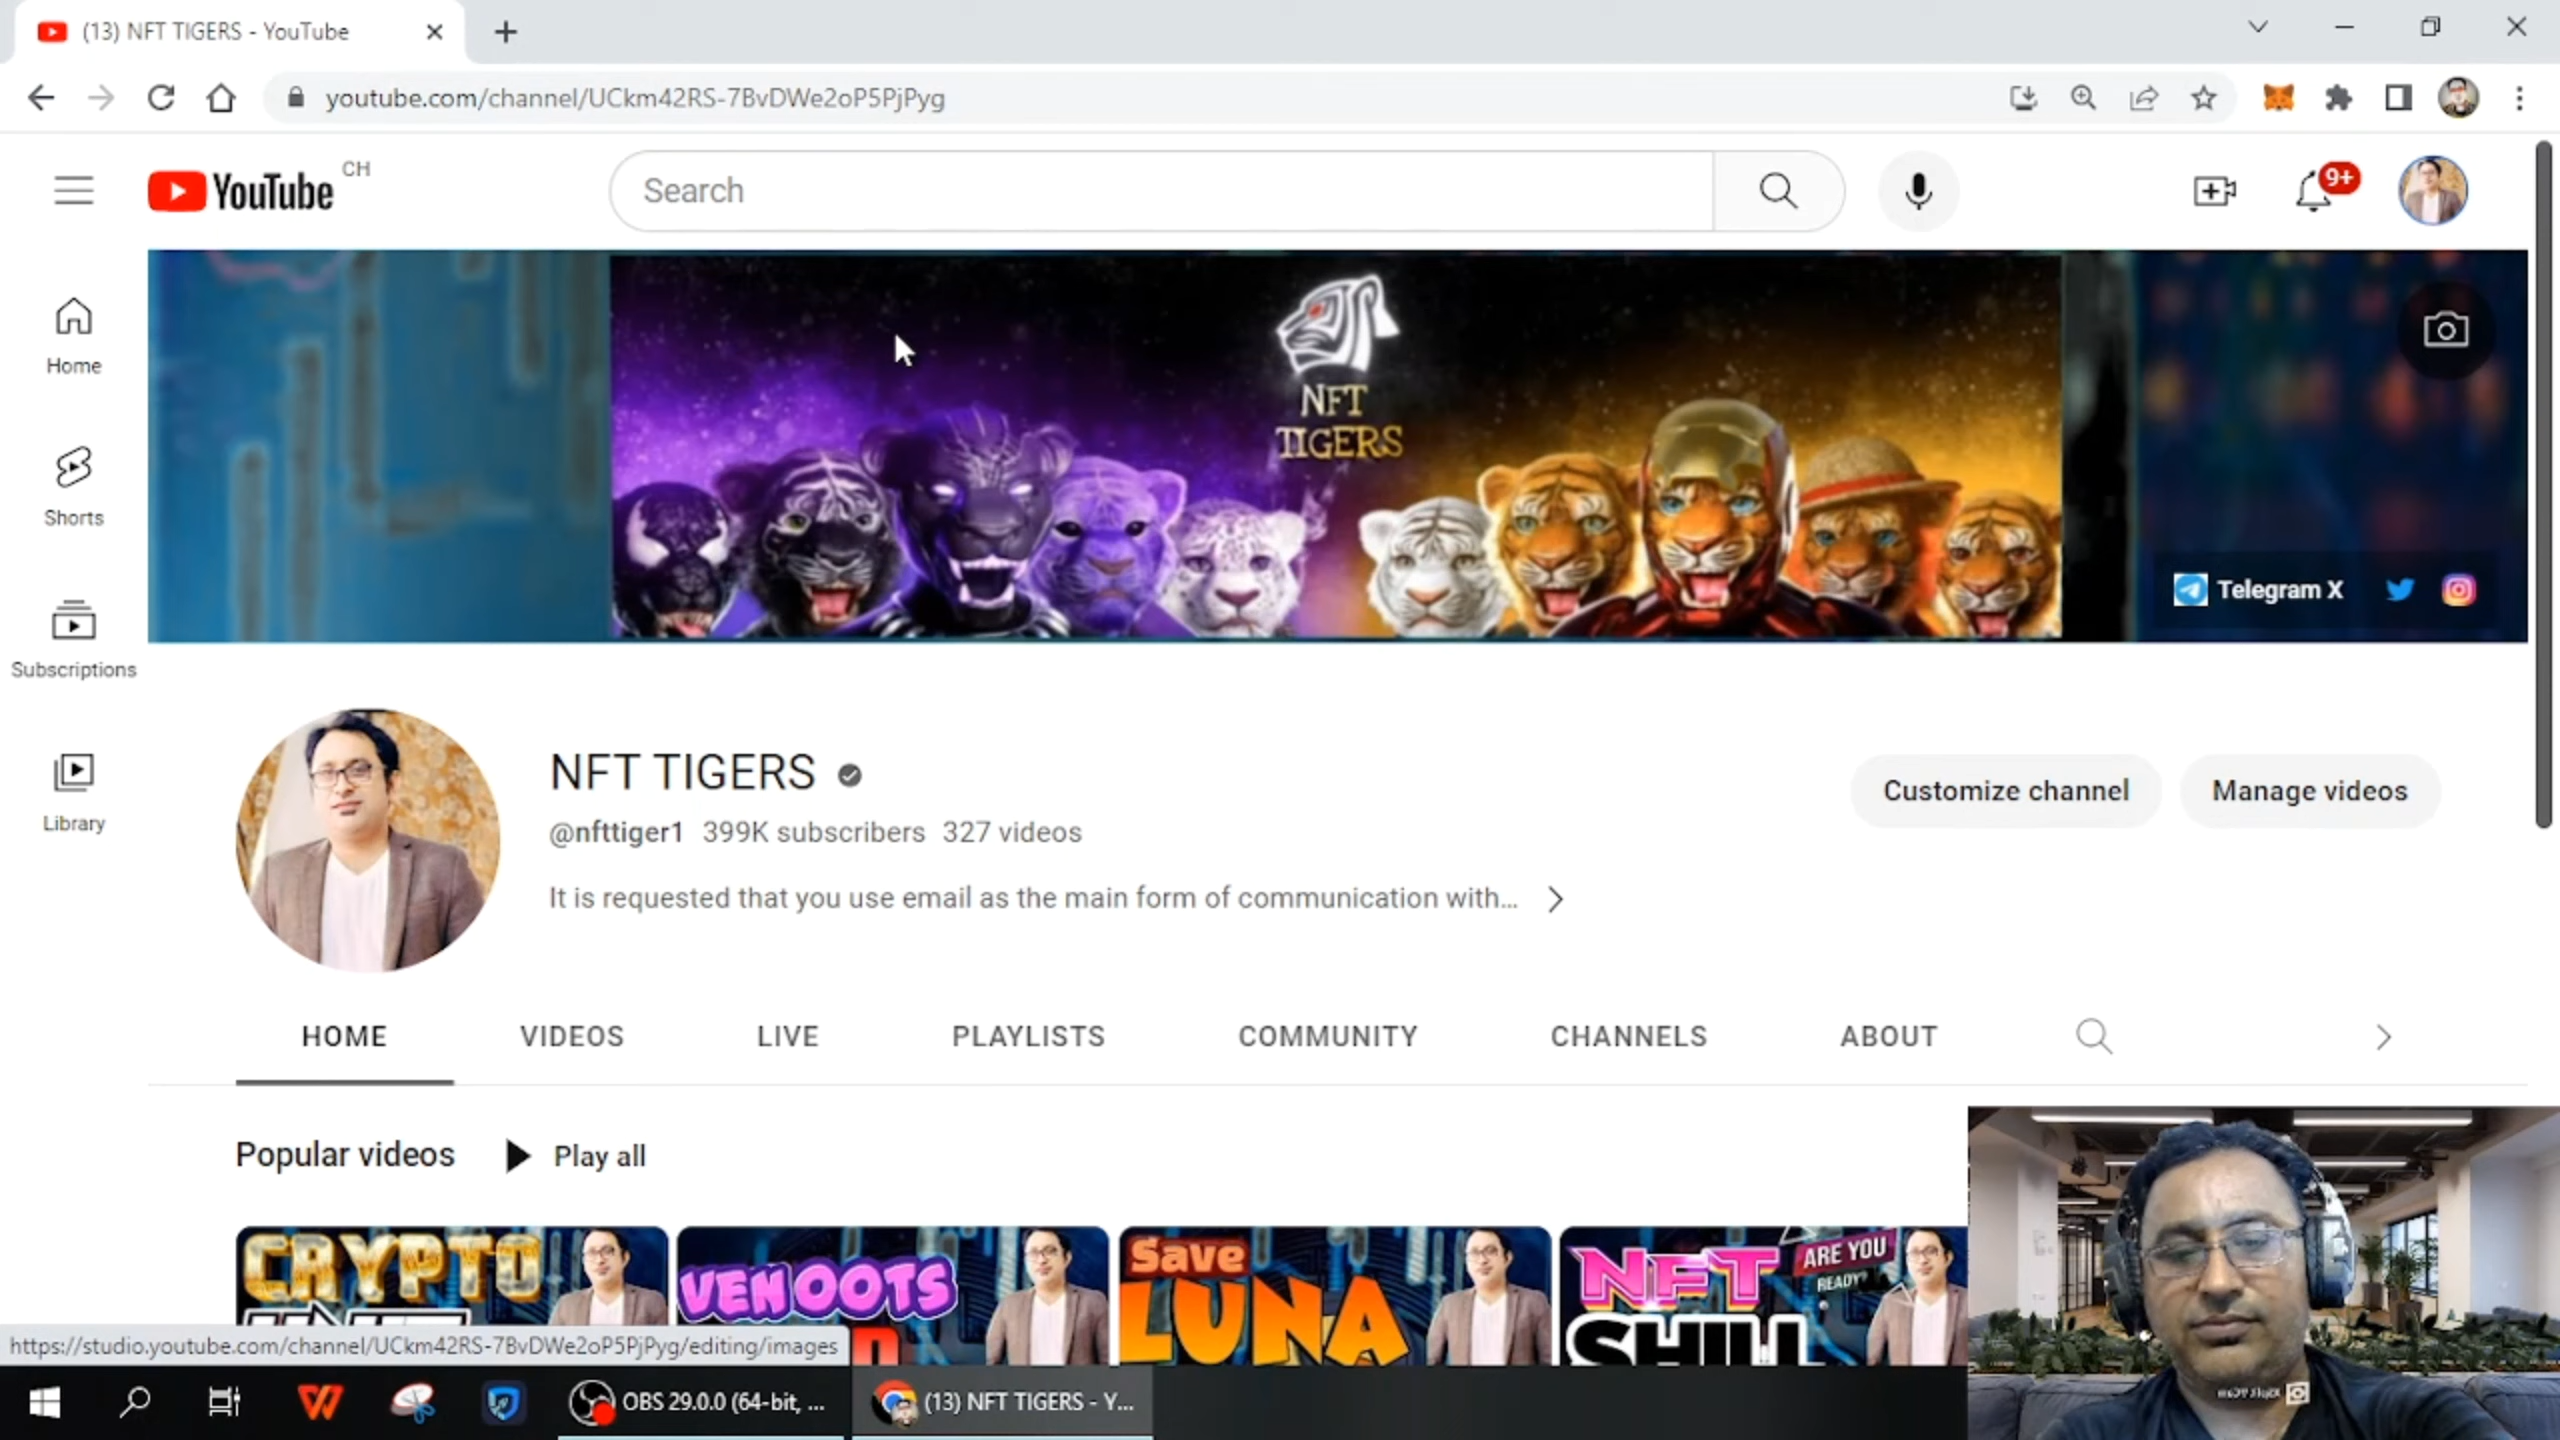 (13) NFT TIGERS - YouTube
youtube.com/channel/UCkm42RS-7BvDWe2oP5PjPyg
YouTube CH
Search
9+
Home
Shorts
Subscriptions
Library
NFT
TIGERS
Telegram X
NFT TIGERS
@nfttiger1 399K subscribers 327 videos
It is requested that you use email as the main form of communication with...
Customize channel
Manage videos
HOME VIDEOS LIVE PLAYLISTS COMMUNITY CHANNELS ABOUT
Popular videos Play all
CRYPTO
VENOOTS
Save
LUNA
NFT
SHILL
ARE YOU
READY?
https://studio.youtube.com/channel/UCkm42RS-7BvDWe2oP5PjPyg/editing/images
OBS 29.0.0 (64-bit, ...
(13) NFT TIGERS - Y...